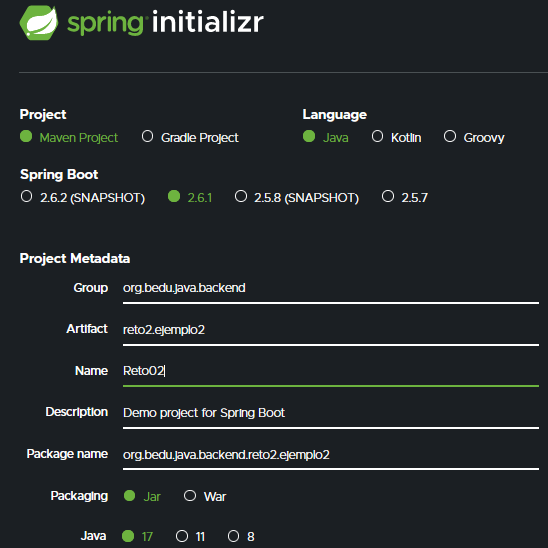 spring initializr
Project
Maven Project Gradle Project
Language
Java Kotlin Groovy
Spring Boot
2.6.2 (SNAPSHOT) 2.6.1 2.5.8 (SNAPSHOT) 2.5.7
Project Metadata
Group org.bedu.java.backend
Artifact reto2.ejemplo2
Name Reto02
Description Demo project for Spring Boot
Package name org.bedu.java.backend.reto2.ejemplo2
Packaging Jar War
Java 17 11 8